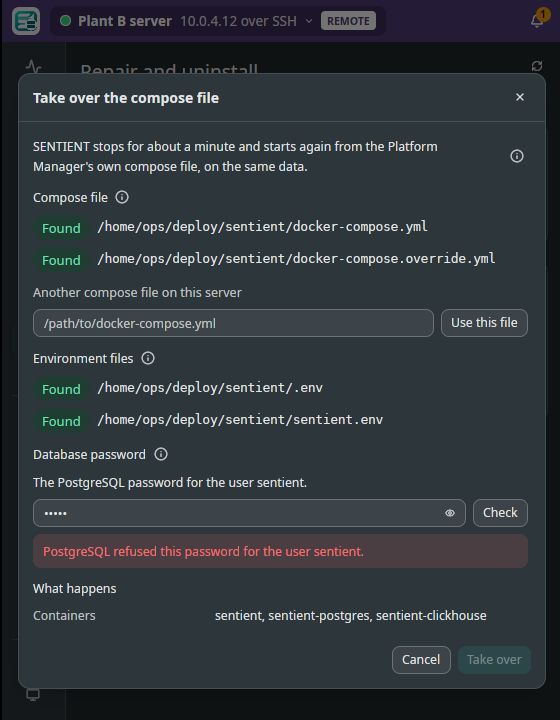 Plant B server 10.0.4.12 over SSH REMOTE
1
Repair and uninstall
Take over the compose file
SENTIENT stops for about a minute and starts again from the Platform
Manager's own compose file, on the same data.
Compose file
Found /home/ops/deploy/sentient/docker-compose.yml
Found /home/ops/deploy/sentient/docker-compose.override.yml
Another compose file on this server
/path/to/docker-compose.yml Use this file
Environment files
Found /home/ops/deploy/sentient/.env
Found /home/ops/deploy/sentient/sentient.env
Database password
The PostgreSQL password for the user sentient.
••••• Check
PostgreSQL refused this password for the user sentient.
What happens
Containers sentient, sentient-postgres, sentient-clickhouse
Cancel Take over